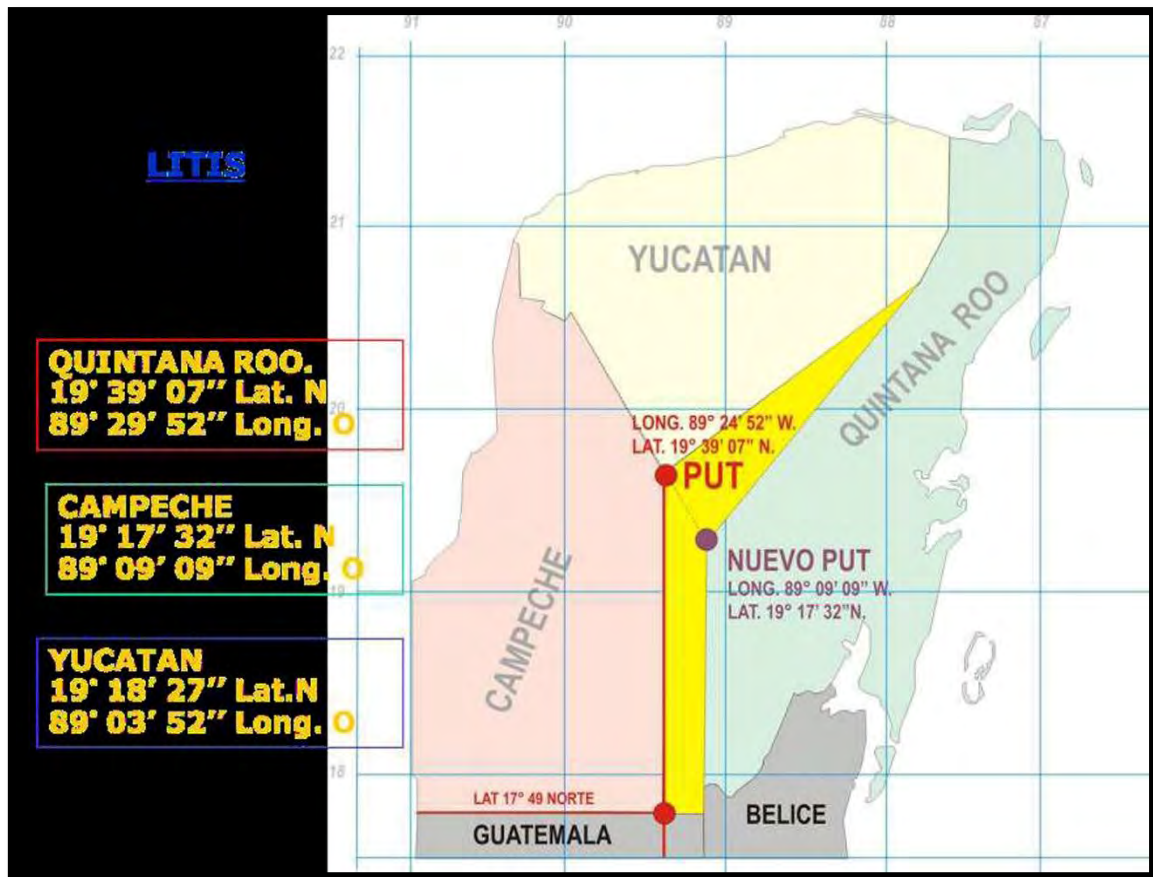 91 90 89 88 87
22
LITIS
21
YUCATAN
QUINTANA ROO
QUINTANA ROO.
19° 39′ 07″ Lat. N
89° 29′ 52″ Long. O
20
LONG. 89° 24' 52" W.
LAT. 19° 39' 07" N.
PUT
CAMPECHE
19° 17′ 32″ Lat. N
89° 09′ 09″ Long. O
19
NUEVO PUT
LONG. 89° 09' 09" W.
LAT. 19° 17' 32"N.
CAMPECHE
YUCATAN
19° 18′ 27″ Lat.N
89° 03′ 52″ Long. O
18
LAT 17° 49 NORTE
GUATEMALA
BELICE